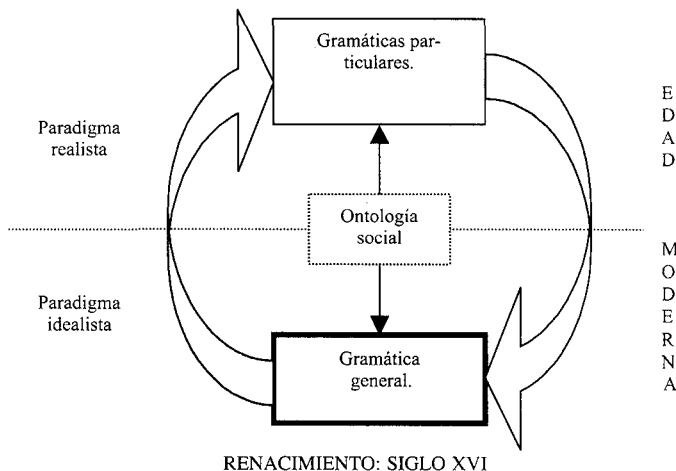 Gramáticas par-
ticulares.
Paradigma
realista
Ontología
social
Paradigma
idealista
Gramática
general.
E
D
A
D
M
O
D
E
R
N
A
RENACIMIENTO: SIGLO XVI